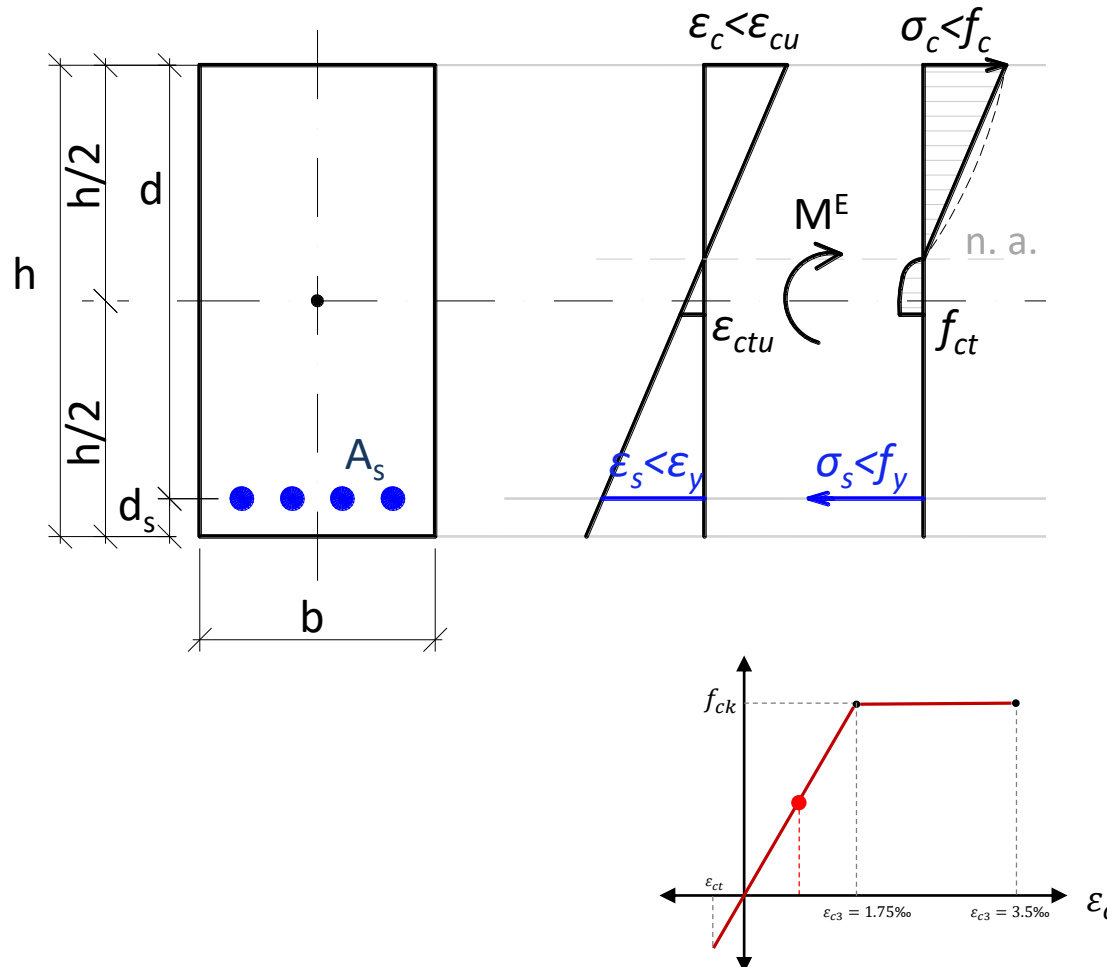 εc<εcu
σc<fc
h/2
d
Mᴱ
n. a.
h
εctu
fct
h/2
As
εs<εy
σs<fy
ds
b
fck
εct
εc3 = 1.75‰
εc3 = 3.5‰
εc